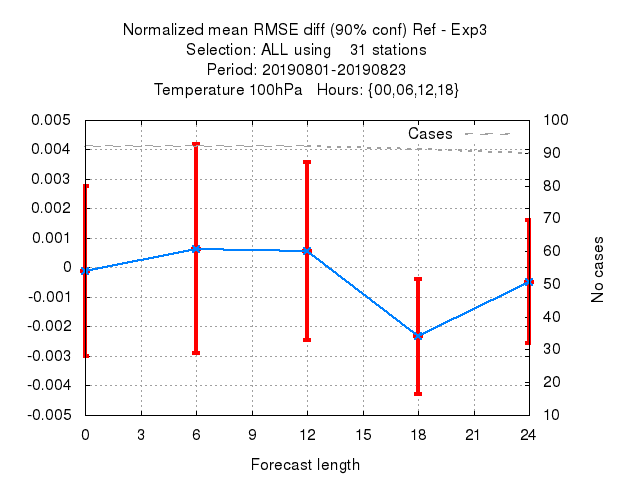 Normalized mean RMSE diff (90% conf) Ref - Exp3
Selection: ALL using    31 stations
Period: 20190801-20190823
Temperature 100hPa   Hours: {00,06,12,18}
Cases
0.005
0.004
0.003
0.002
0.001
0
-0.001
-0.002
-0.003
-0.004
-0.005
100
90
80
70
60
50
40
30
20
10
No cases
0 3 6 9 12 15 18 21 24
Forecast length